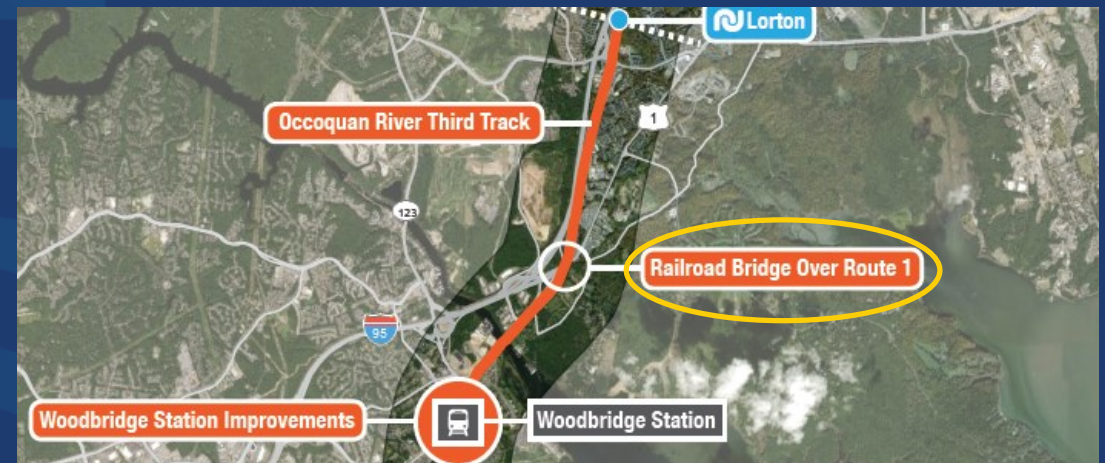 Lorton
Occoquan River Third Track
1
123
Railroad Bridge Over Route 1
95
Woodbridge Station Improvements
Woodbridge Station